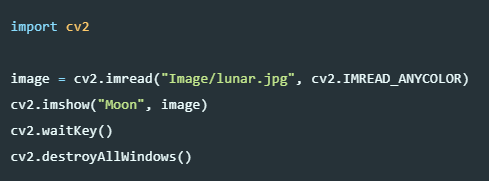 import cv2
image = cv2.imread("Image/lunar.jpg", cv2.IMREAD_ANYCOLOR)
cv2.imshow("Moon", image)
cv2.waitKey()
cv2.destroyAllWindows()